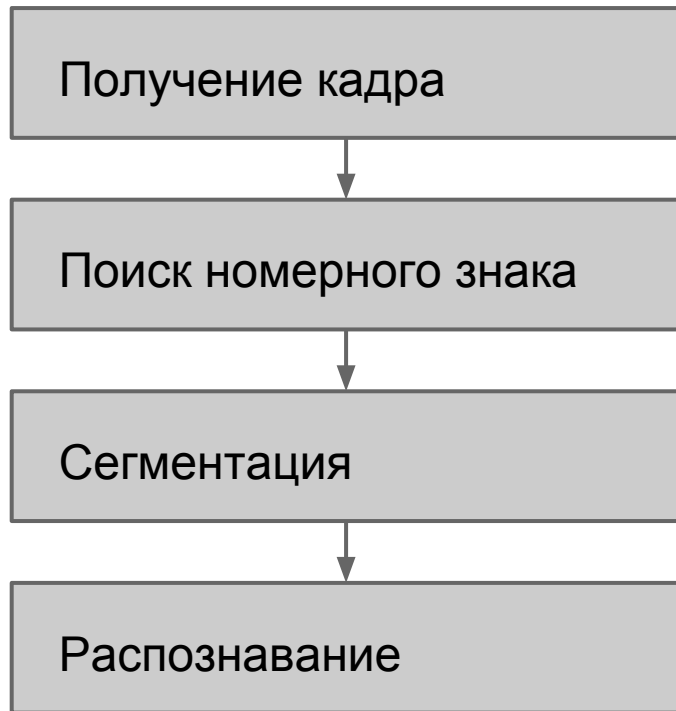 Получение кадра
Поиск номерного знака
Сегментация
Распознавание